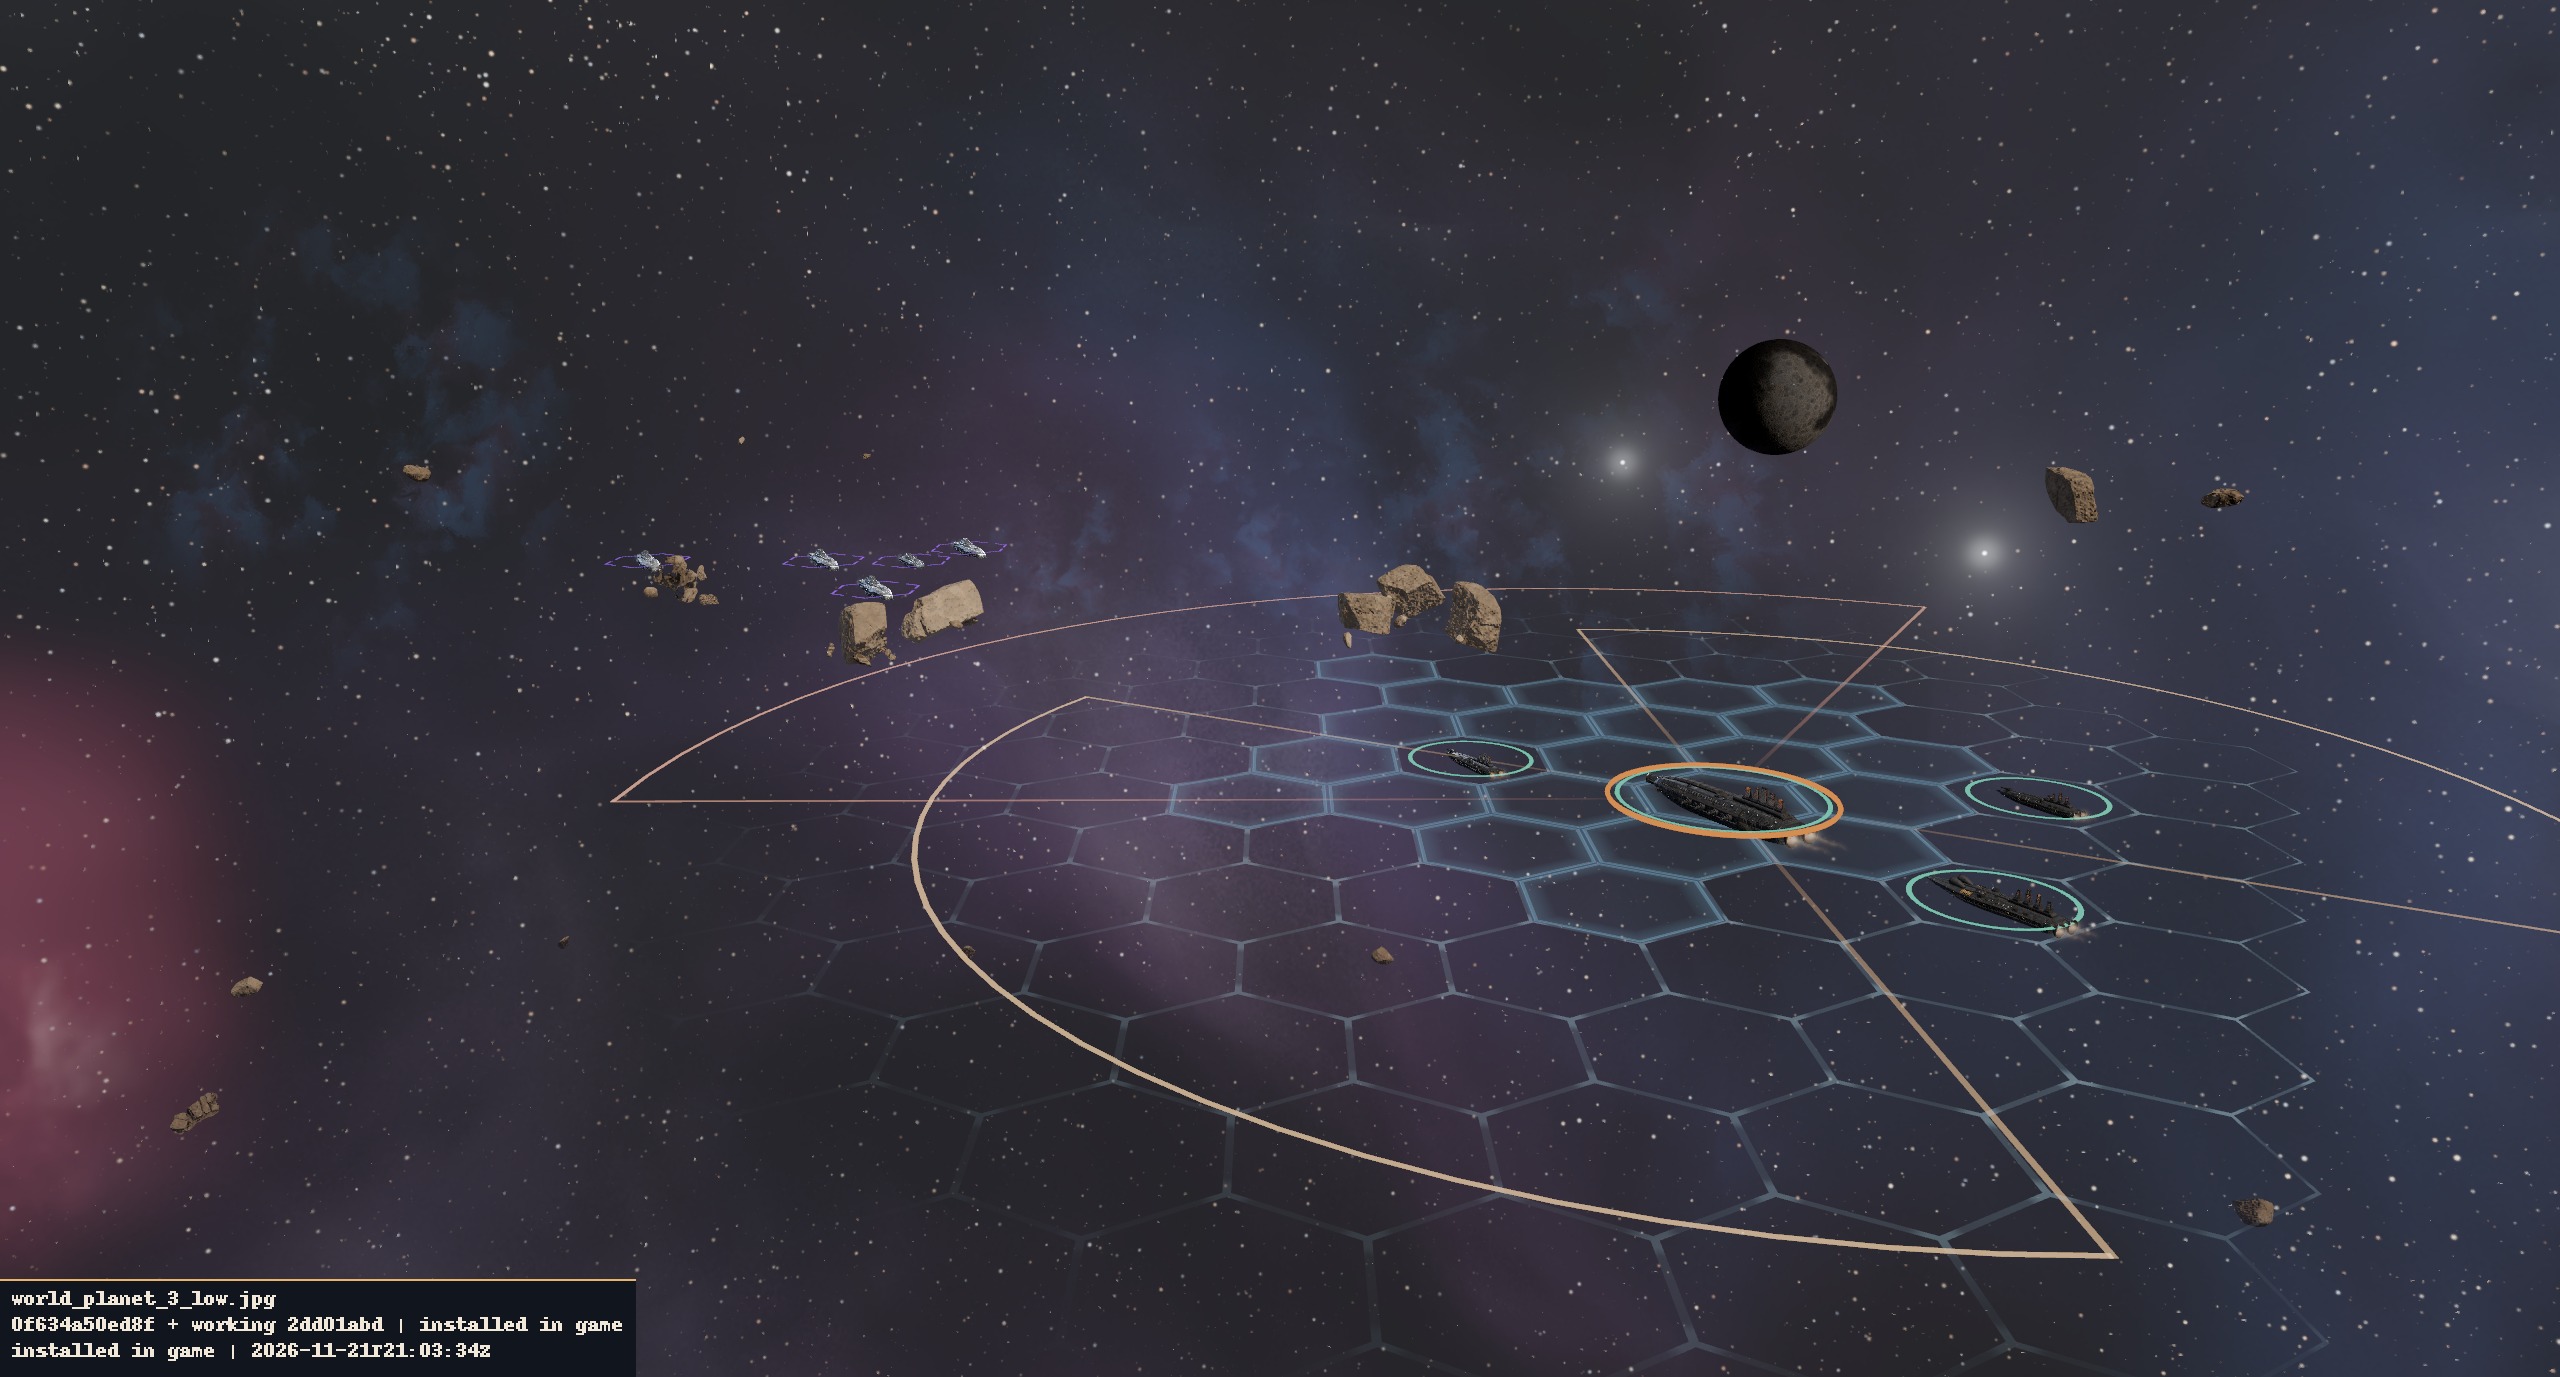 world_planet_3_low.jpg
0f634a50ed8f + working 2dd01abd | installed in game
installed in game | 2026-11-21T21:03:34Z